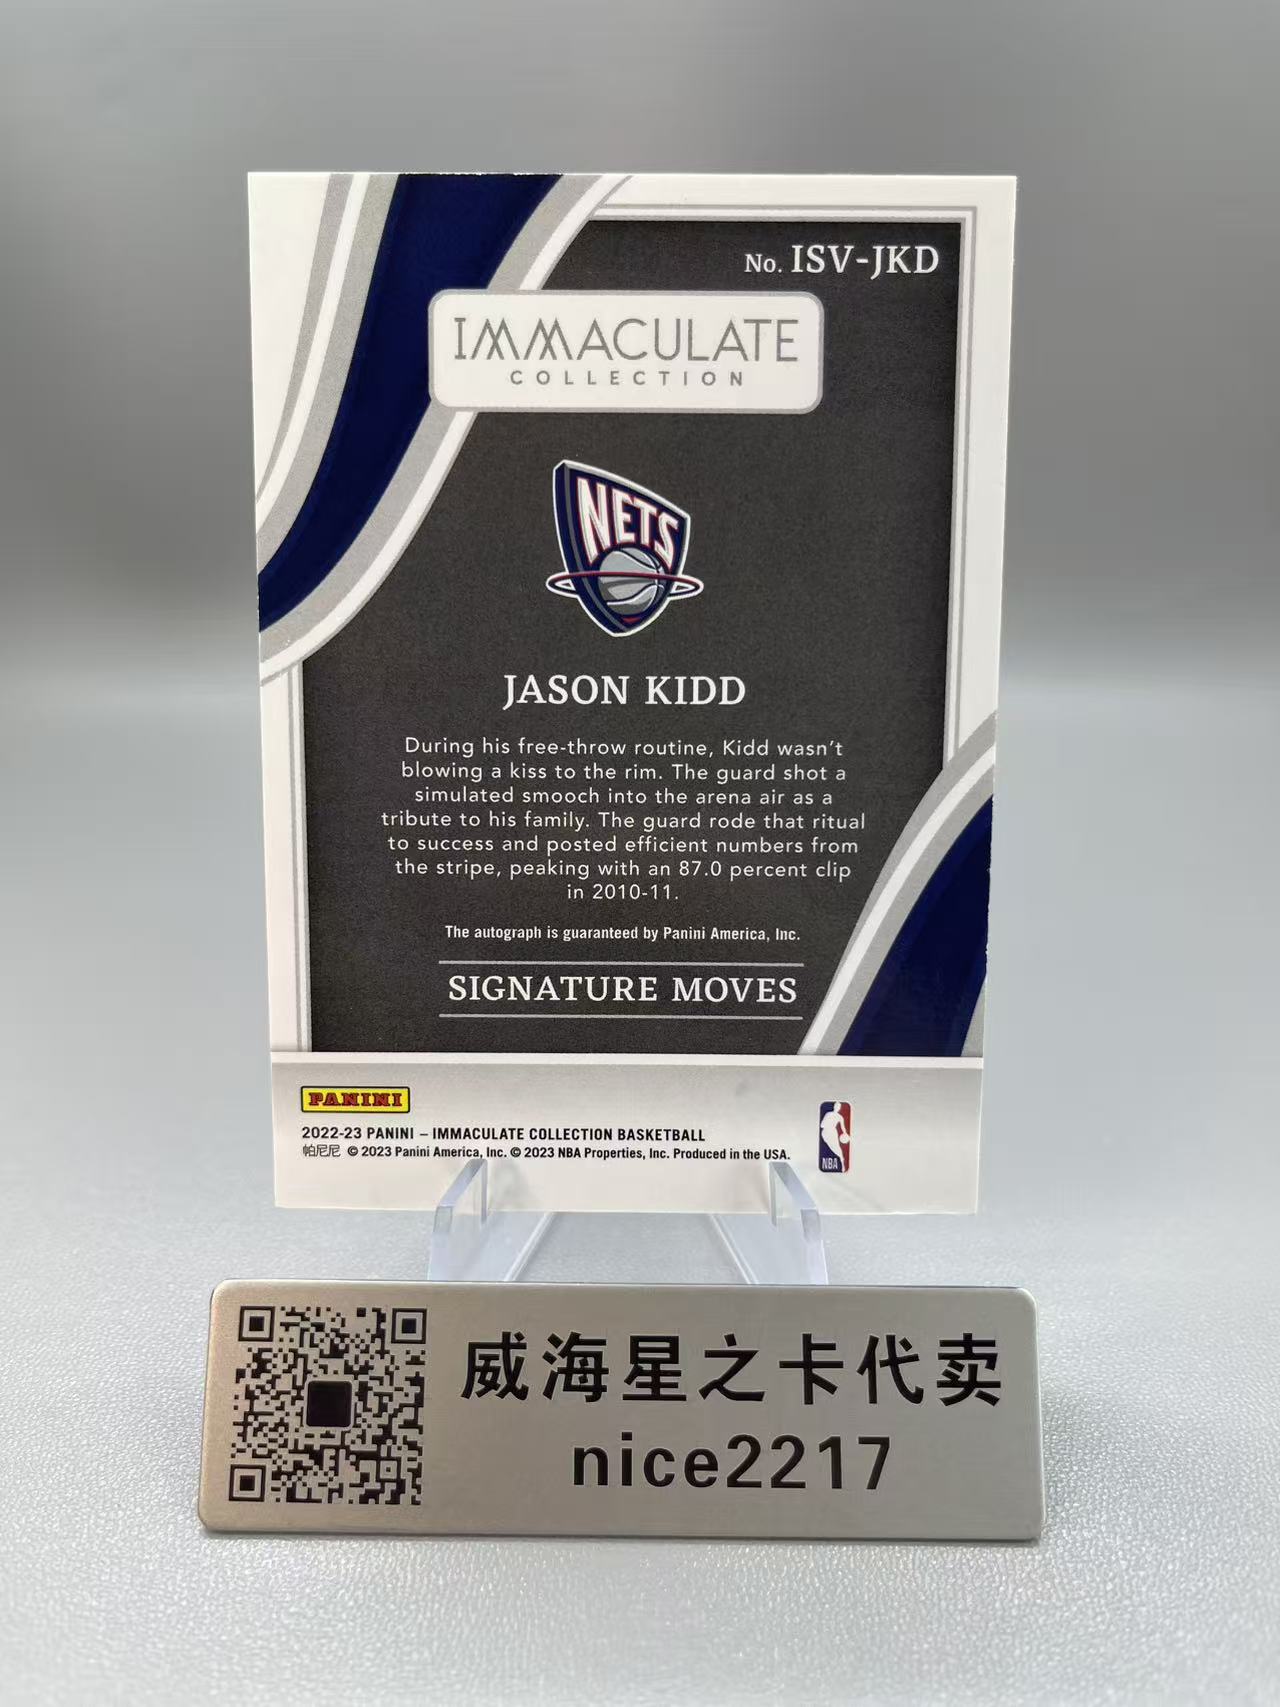 No. ISV-JKD
IMMACULATE
COLLECTION
NETS
JASON KIDD
During his free-throw routine, Kidd wasn't
blowing a kiss to the rim. The guard shot a
simulated smooch into the arena air as a
tribute to his family. The guard rode that ritual
to success and posted efficient numbers from
the stripe, peaking with an 87.0 percent clip
in 2010-11.
The autograph is guaranteed by Panini America, Inc.
SIGNATURE MOVES
PANINI
2022-23 PANINI – IMMACULATE COLLECTION BASKETBALL
帕尼尼 © 2023 Panini America, Inc. © 2023 NBA Properties, Inc. Produced in the USA.
NBA
威海星之卡代卖
nice2217